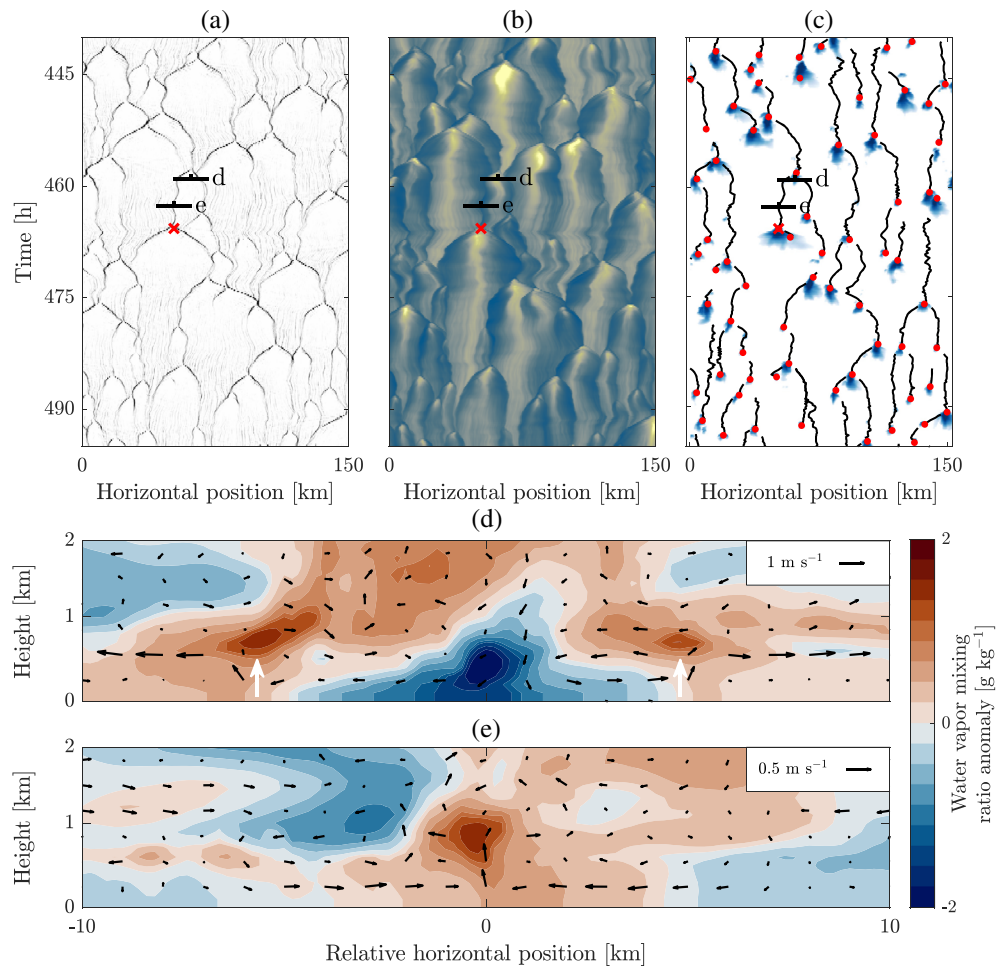 (a) (b) (c)
445
460
475
490
Time [h]
d
e
d
e
d
e
0 150
0 150
0 150
Horizontal position [km]
Horizontal position [km]
Horizontal position [km]
(d)
2
1
0
Height [km]
1 m s⁻¹
(e)
2
1
0
Height [km]
0.5 m s⁻¹
-10 0 10
Relative horizontal position [km]
2
0
-2
Water vapor mixing
ratio anomaly [g kg⁻¹]